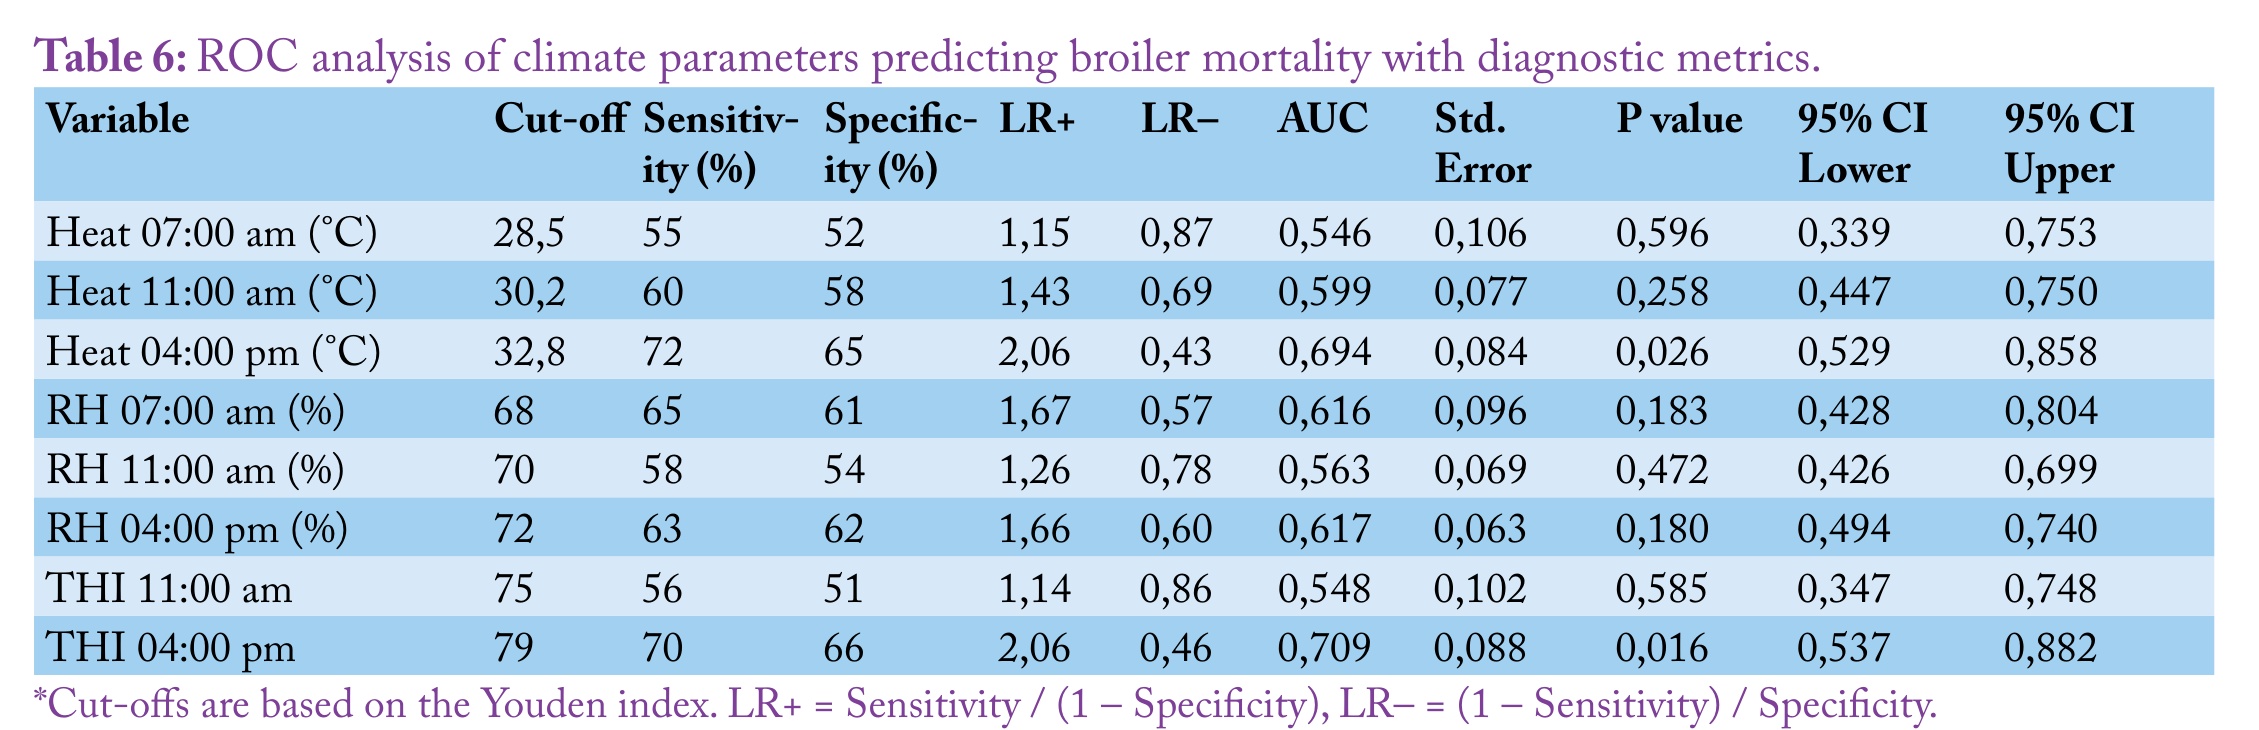 Table 6: ROC analysis of climate parameters predicting broiler mortality with diagnostic metrics.
Variable Cut-off Sensitiv- Specific- LR+ LR– AUC Std. P value 95% CI 95% CI
ity (%) ity (%) Error Lower Upper
Heat 07:00 am (°C) 28,5 55 52 1,15 0,87 0,546 0,106 0,596 0,339 0,753
Heat 11:00 am (°C) 30,2 60 58 1,43 0,69 0,599 0,077 0,258 0,447 0,750
Heat 04:00 pm (°C) 32,8 72 65 2,06 0,43 0,694 0,084 0,026 0,529 0,858
RH 07:00 am (%) 68 65 61 1,67 0,57 0,616 0,096 0,183 0,428 0,804
RH 11:00 am (%) 70 58 54 1,26 0,78 0,563 0,069 0,472 0,426 0,699
RH 04:00 pm (%) 72 63 62 1,66 0,60 0,617 0,063 0,180 0,494 0,740
THI 11:00 am 75 56 51 1,14 0,86 0,548 0,102 0,585 0,347 0,748
THI 04:00 pm 79 70 66 2,06 0,46 0,709 0,088 0,016 0,537 0,882
*Cut-offs are based on the Youden index. LR+ = Sensitivity / (1 – Specificity), LR– = (1 – Sensitivity) / Specificity.